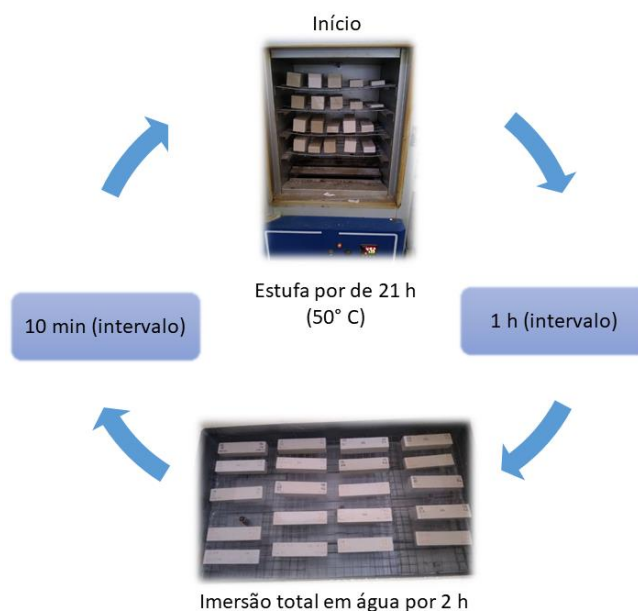 Início
Estufa por de 21 h
(50° C)
10 min (intervalo)
1 h (intervalo)
Imersão total em água por 2 h